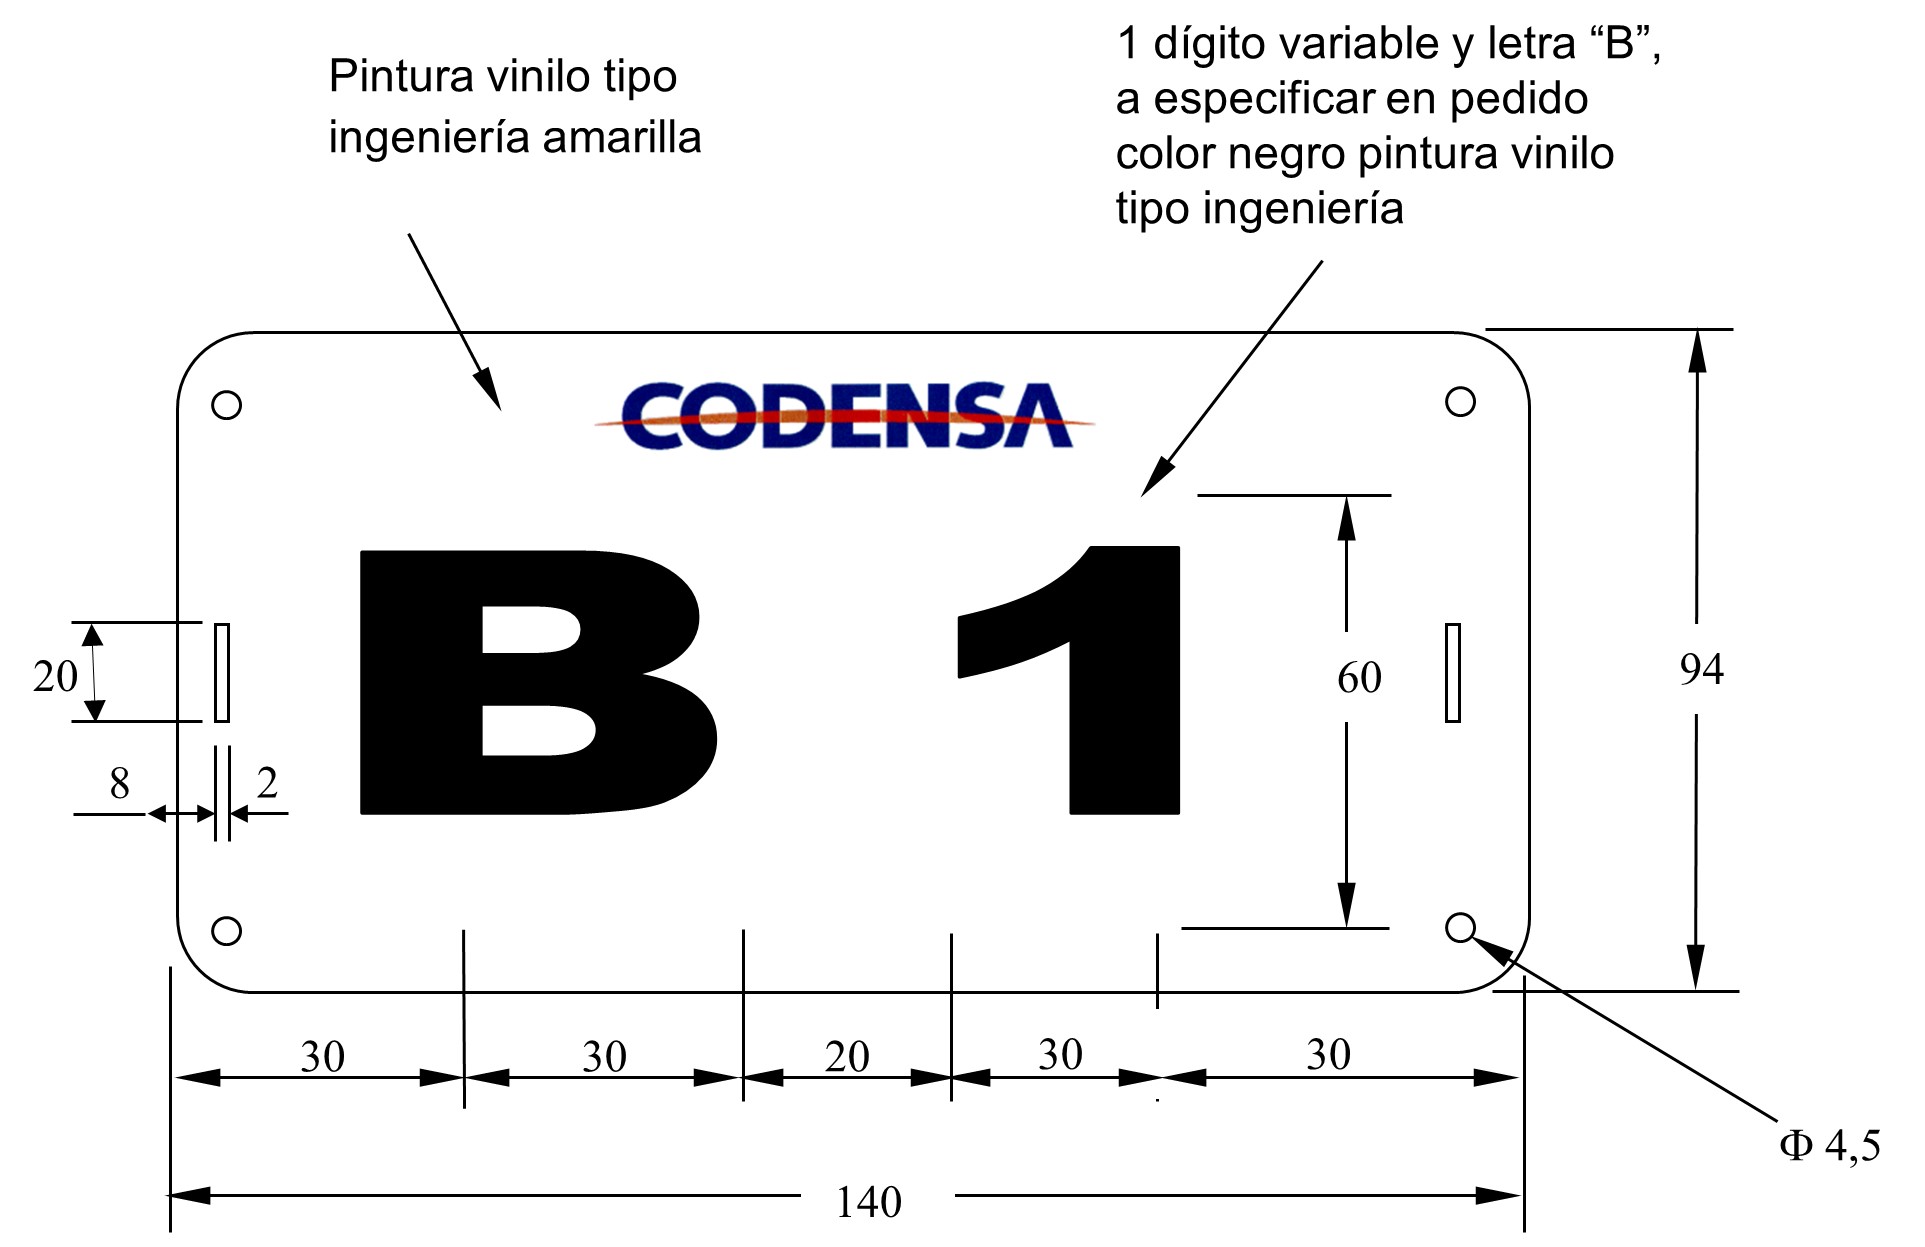 Pintura vinilo tipo
ingeniería amarilla
1 dígito variable y letra “B”,
a especificar en pedido
color negro pintura vinilo
tipo ingeniería
CODENSA
B 1
20
60
94
8
2
30
30
20
30
30
Φ 4,5
140